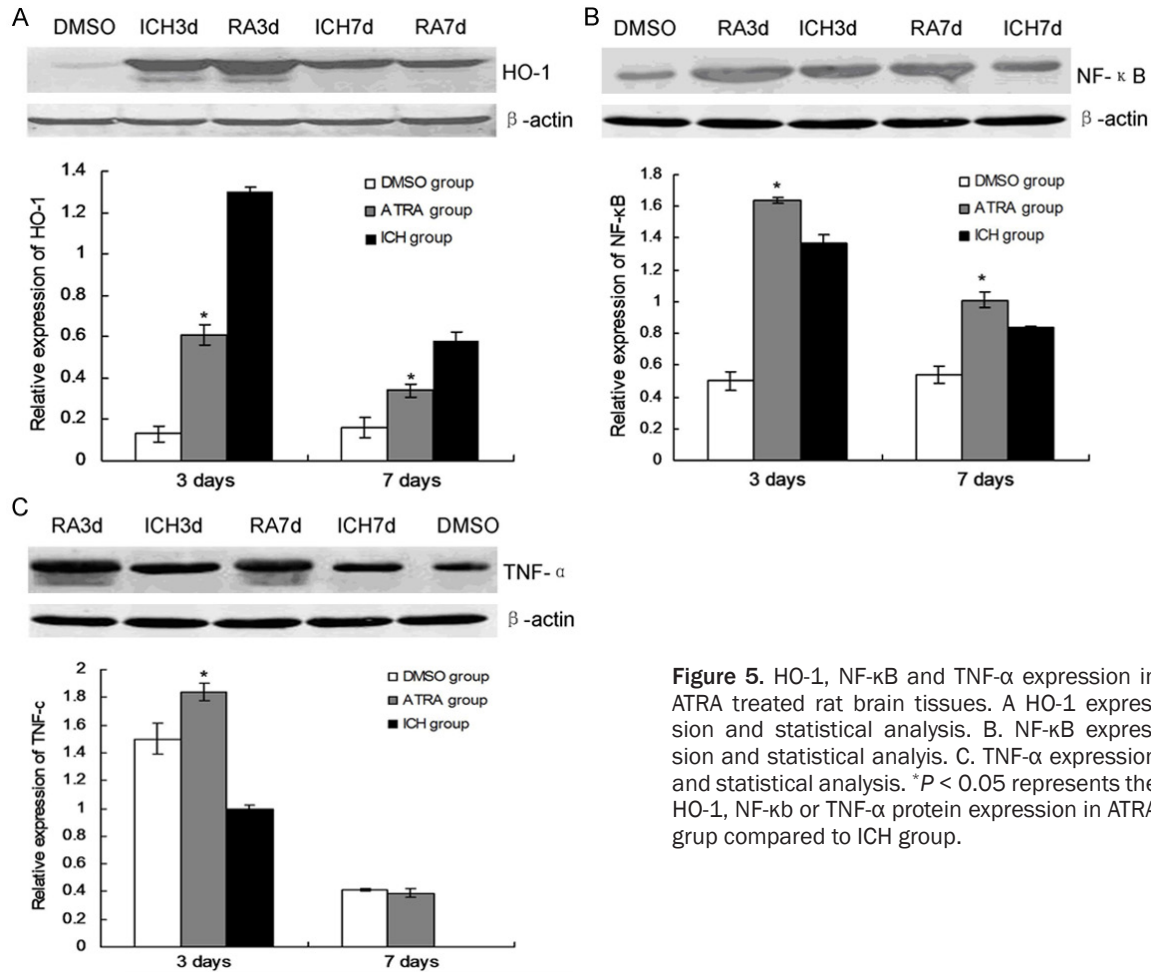 A
DMSO ICH3d RA3d ICH7d RA7d
HO-1
β-actin
Relative expression of HO-1
1.4
1.2
1
0.8
0.6
0.4
0.2
0
DMSO group
ATRA group
ICH group
*
*
3 days 7 days
B
DMSO RA3d ICH3d RA7d ICH7d
NF-κB
β-actin
Relative expression of NF-κB
1.8
1.6
1.4
1.2
1
0.8
0.6
0.4
0.2
0
DMSO group
ATRA group
ICH group
*
*
3 days 7 days
C
RA3d ICH3d RA7d ICH7d DMSO
TNF-α
β-actin
Relative expression of TNF-c
2
1.8
1.6
1.4
1.2
1
0.8
0.6
0.4
0.2
0
DMSO group
ATRA group
ICH group
*
3 days 7 days
Figure 5. HO-1, NF-κB and TNF-α expression in
ATRA treated rat brain tissues. A HO-1 expres-
sion and statistical analysis. B. NF-κB expres-
sion and statistical analyis. C. TNF-α expression
and statistical analysis. *P < 0.05 represents the
HO-1, NF-κb or TNF-α protein expression in ATRA
grup compared to ICH group.